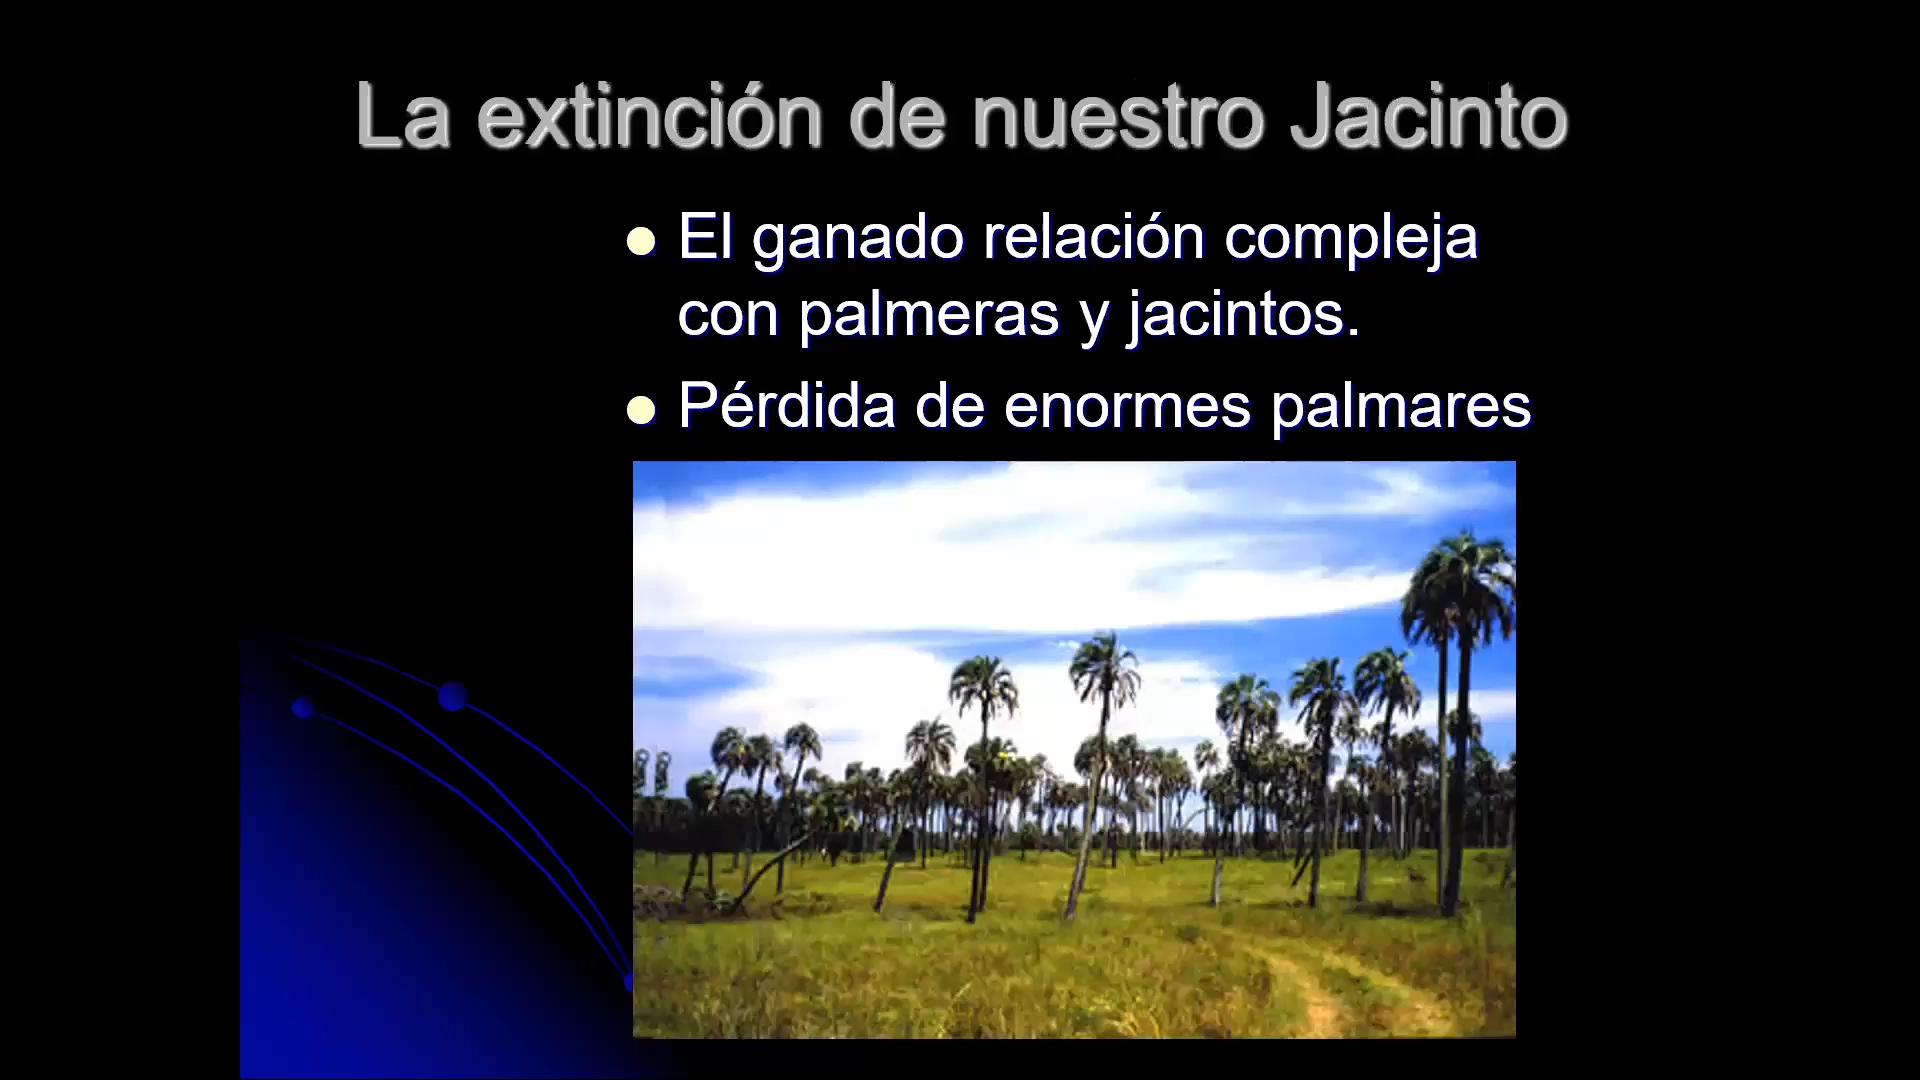 La extinción de nuestro Jacinto
El ganado relación compleja
con palmeras y jacintos.
Pérdida de enormes palmares